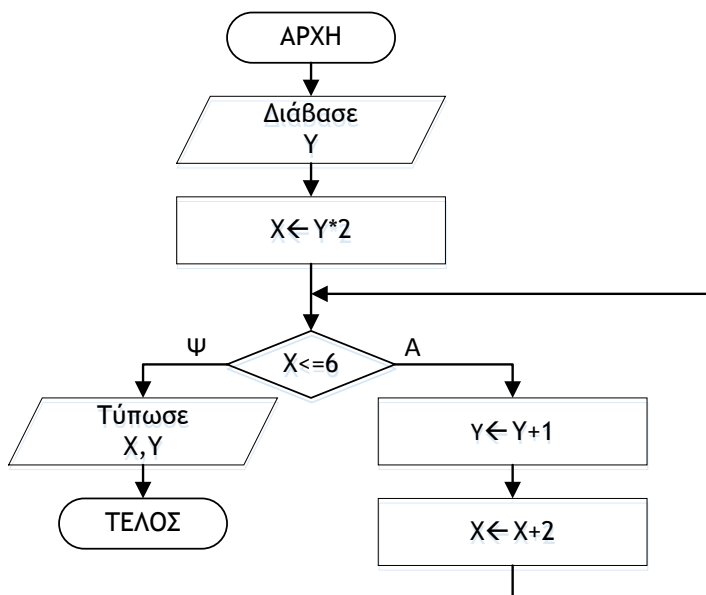 ΑΡΧΗ
Διάβασε
Υ
Χ← Υ*2
Ψ
Χ<=6
Α
Τύπωσε
Χ,Υ
Υ← Υ+1
ΤΕΛΟΣ
Χ← Χ+2